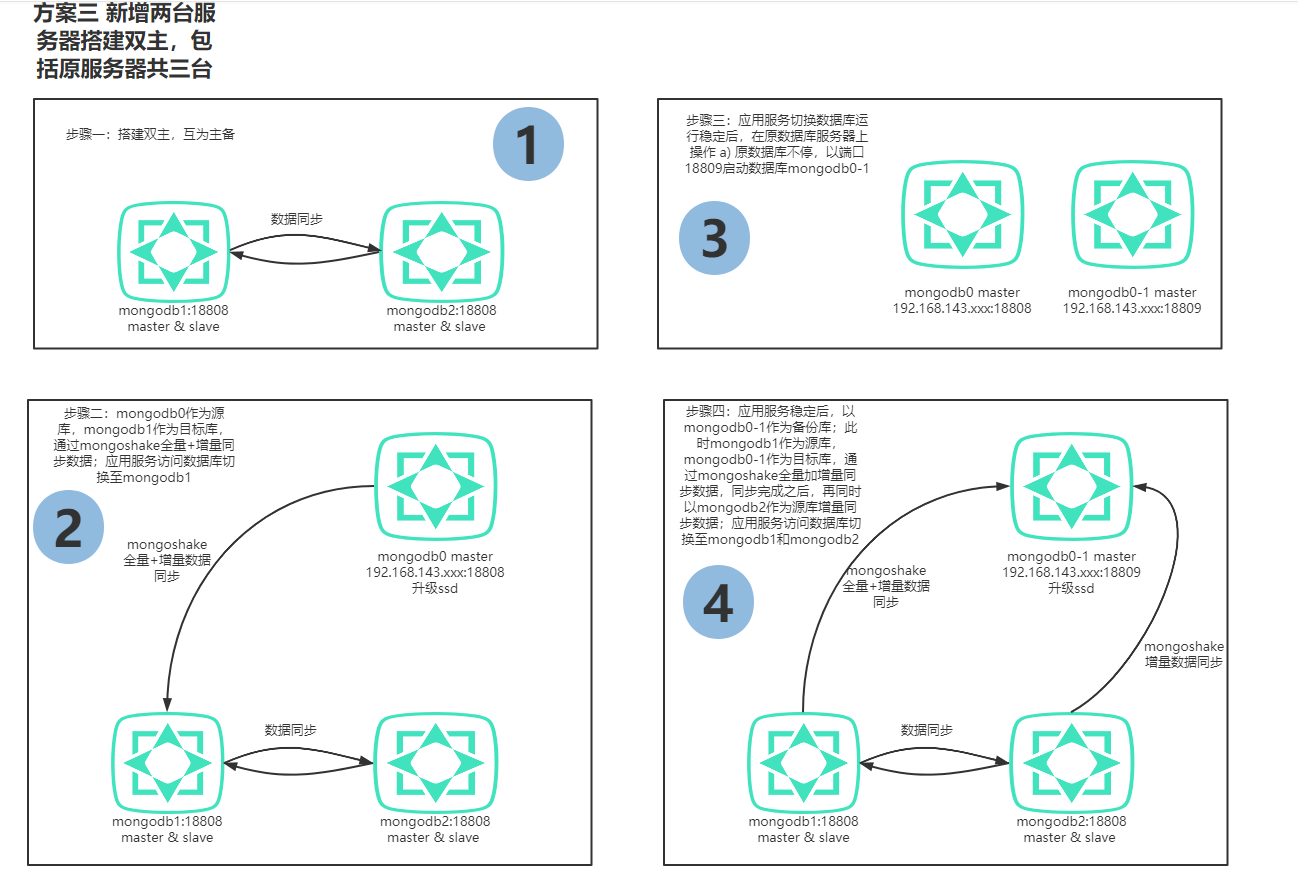 方案三 新增两台服
务器搭建双主，包
括原服务器共三台
步骤一：搭建双主，互为主备
1
数据同步
mongodb1:18808
master & slave
mongodb2:18808
master & slave
步骤三：应用服务切换数据库运
行稳定后，在原数据库服务器上
操作 a) 原数据库不停，以端口
18809启动数据库mongodb0-1
3
mongodb0 master
192.168.143.xxx:18808
mongodb0-1 master
192.168.143.xxx:18809
步骤二：mongodb0作为源
库，mongodb1作为目标库，
通过mongoshake全量+增量同
步数据；应用服务访问数据库切
换至mongodb1
2
mongoshake
全量+增量数据
同步
mongodb0 master
192.168.143.xxx:18808
升级ssd
数据同步
mongodb1:18808
master & slave
mongodb2:18808
master & slave
步骤四：应用服务稳定后，以
mongodb0-1作为备份库；此
时mongodb1作为源库，
mongodb0-1作为目标库，通
过mongoshake全量加增量同
步数据，同步完成之后，再同时
以mongodb2作为源库增量同
步数据；应用服务访问数据库切
换至mongodb1和mongodb2
4
mongoshake
全量+增量数据
同步
mongodb0-1 master
192.168.143.xxx:18809
升级ssd
mongoshake
增量数据同步
数据同步
mongodb1:18808
master & slave
mongodb2:18808
master & slave